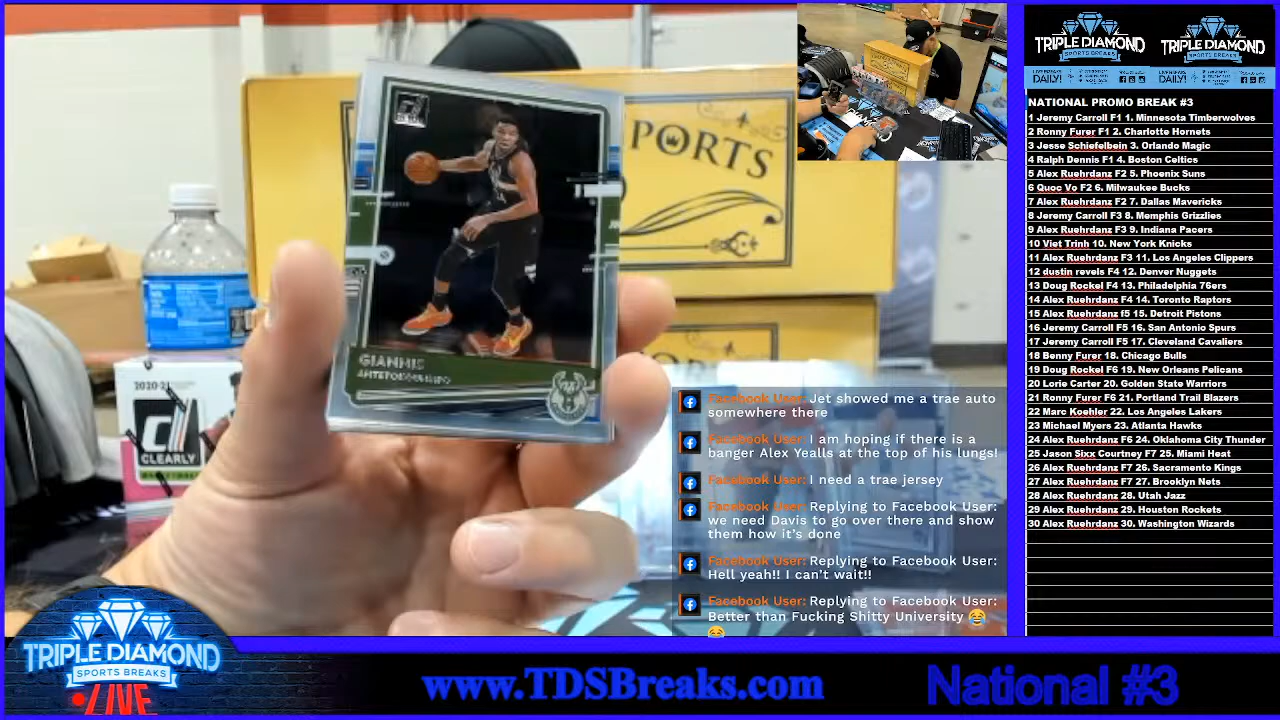 PORTS
GIANNIS
ANTETOKOUNMPO
2020-21
CLEARLY
Facebook User: Jet showed me a trae auto
somewhere there
Facebook User: I am hoping if there is a
banger Alex Yealls at the top of his lungs!
Facebook User: I need a trae jersey
Facebook User: Replying to Facebook User:
we need Davis to go over there and show
them how it's done
Facebook User: Replying to Facebook User:
Hell yeah!! I can't wait!!
Facebook User: Replying to Facebook User:
Better than Fucking Shitty University 😂
😂
TRIPLE DIAMOND
SPORTS BREAKS
TRIPLE DIAMOND
SPORTS BREAKS
DAILY!
DAILY!
NATIONAL PROMO BREAK #3
1 Jeremy Carroll F1 1. Minnesota Timberwolves
2 Ronny Furer F1 2. Charlotte Hornets
3 Jesse Schiefelbein 3. Orlando Magic
4 Ralph Dennis F1 4. Boston Celtics
5 Alex Ruehrdanz F2 5. Phoenix Suns
6 Quoc Vo F2 6. Milwaukee Bucks
7 Alex Ruehrdanz F2 7. Dallas Mavericks
8 Jeremy Carroll F3 8. Memphis Grizzlies
9 Alex Ruehrdanz F3 9. Indiana Pacers
10 Viet Trinh 10. New York Knicks
11 Alex Ruehrdanz F3 11. Los Angeles Clippers
12 dustin revels F4 12. Denver Nuggets
13 Doug Rockel F4 13. Philadelphia 76ers
14 Alex Ruehrdanz F4 14. Toronto Raptors
15 Alex Ruehrdanz f5 15. Detroit Pistons
16 Jeremy Carroll F5 16. San Antonio Spurs
17 Jeremy Carroll F5 17. Cleveland Cavaliers
18 Benny Furer 18. Chicago Bulls
19 Doug Rockel F6 19. New Orleans Pelicans
20 Lorie Carter 20. Golden State Warriors
21 Ronny Furer F6 21. Portland Trail Blazers
22 Marc Koehler 22. Los Angeles Lakers
23 Michael Myers 23. Atlanta Hawks
24 Alex Ruehrdanz F6 24. Oklahoma City Thunder
25 Jason Sixx Courtney F7 25. Miami Heat
26 Alex Ruehrdanz F7 26. Sacramento Kings
27 Alex Ruehrdanz F7 27. Brooklyn Nets
28 Alex Ruehrdanz 28. Utah Jazz
29 Alex Ruehrdanz 29. Houston Rockets
30 Alex Ruehrdanz 30. Washington Wizards
TRIPLE DIAMOND
SPORTS BREAKS
LIVE
www.TDSBreaks.com
National #3